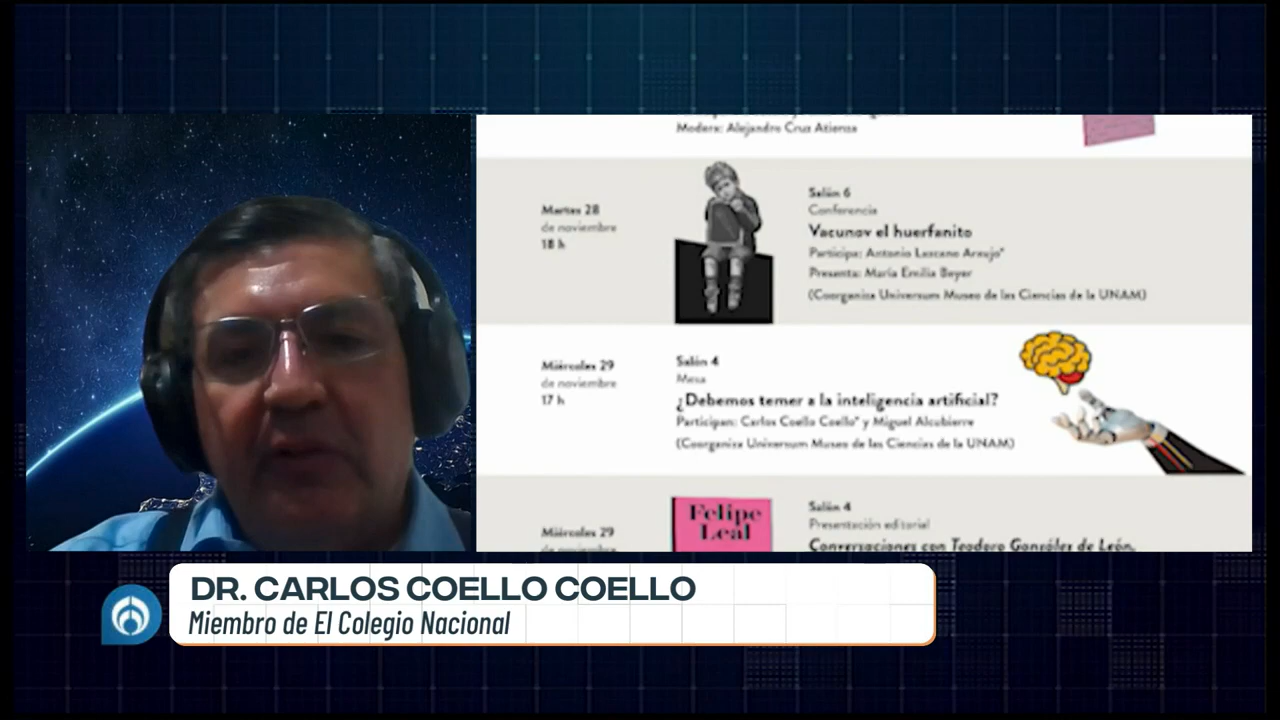 Modera: Alejandro Cruz Atienza
Martes 28
de noviembre
18 h
Salón 6
Conferencia
Vacunov el huerfanito
Participa: Antonio Lazcano Araujo*
Presenta: María Emilia Beyer
(Coorganiza Universum Museo de las Ciencias de la UNAM)
Miércoles 29
de noviembre
17 h
Salón 4
Mesa
¿Debemos temer a la inteligencia artificial?
Participan: Carlos Coello Coello* y Miguel Alcubierre
(Coorganiza Universum Museo de las Ciencias de la UNAM)
Miércoles 29
de noviembre
Felipe
Leal
Salón 4
Presentación editorial
Conversaciones con Teodoro González de León.
DR. CARLOS COELLO COELLO
Miembro de El Colegio Nacional